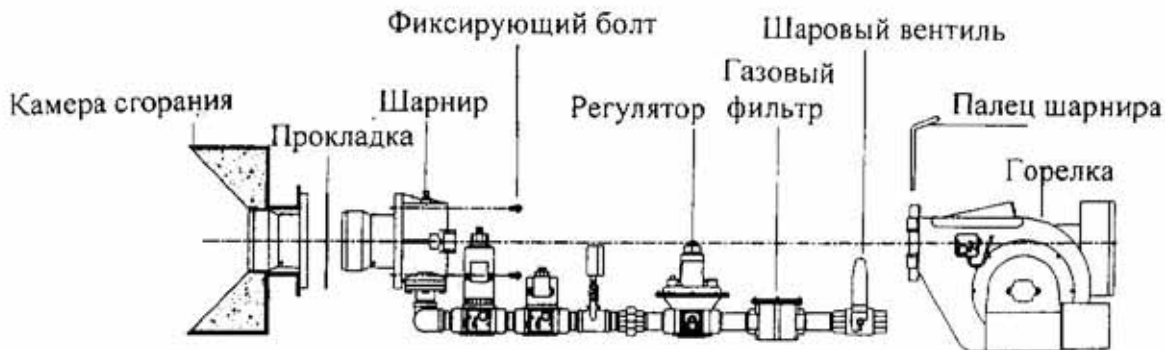 Фиксирующий болт
Шаровый вентиль
Камера сгорания
Шарнир
Регулятор
Газовый
фильтр
Палец шарнира
Прокладка
Горелка